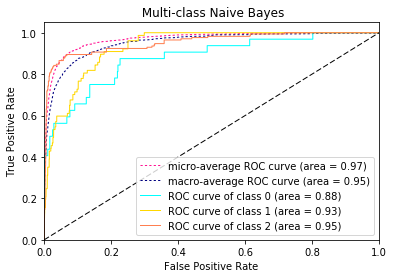 Multi-class Naive Bayes
True Positive Rate
1.0
0.8
0.6
0.4
0.2
0.0
micro-average ROC curve (area = 0.97)
macro-average ROC curve (area = 0.95)
ROC curve of class 0 (area = 0.88)
ROC curve of class 1 (area = 0.93)
ROC curve of class 2 (area = 0.95)
0.0 0.2 0.4 0.6 0.8 1.0
False Positive Rate